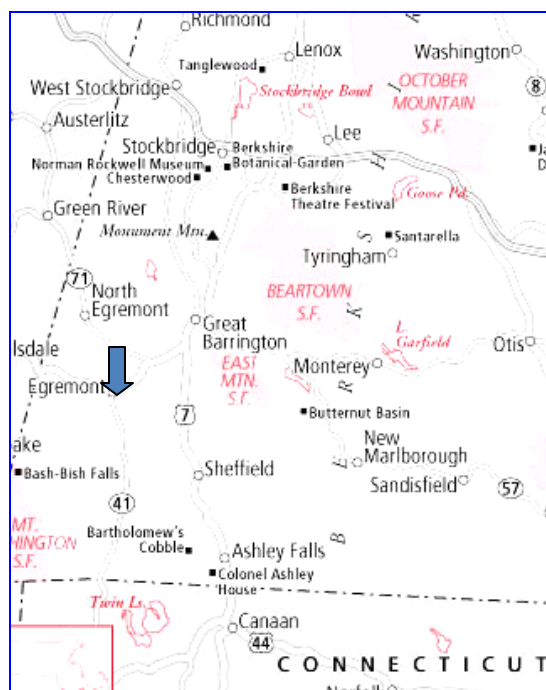 Richmond
Lenox
Washington
Tanglewood
OCTOBER
MOUNTAIN
S.F.
West Stockbridge
Stockbridge Bowl
8
Austerlitz
Lee
Stockbridge
Berkshire
Botanical-Garden
Norman Rockwell Museum
Chesterwood
Berkshire
Theatre Festival
Goose Pd.
Green River
Monument Mtn.
Santarella
Tyringham
71
North
Egremont
BEARTOWN
S.F.
Great
Barrington
L.
Garfield
Otis
lsdale
EAST
MTN.
S.F.
Monterey
Egremont
7
Butternut Basin
ake
Bash-Bish Falls
New
Marlborough
Sheffield
Sandisfield
57
41
MT.
HINGTON
S.F.
Bartholomew's
Cobble
Ashley Falls
Colonel Ashley
House
B E R K S H I R
Twin Ls.
Canaan
44
CONNECTICUT